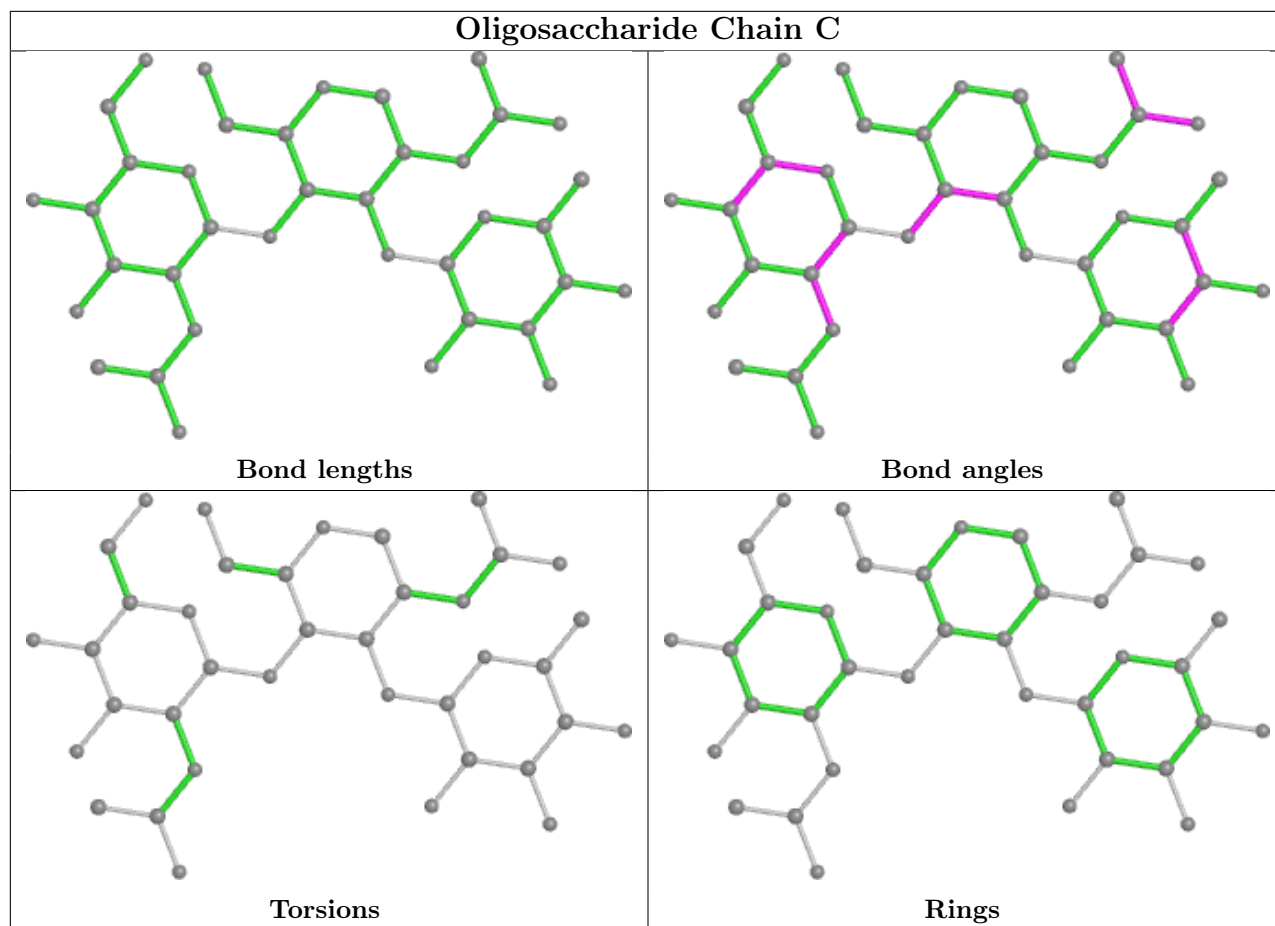 Oligosaccharide Chain C
Bond lengths
Bond angles
Torsions
Rings